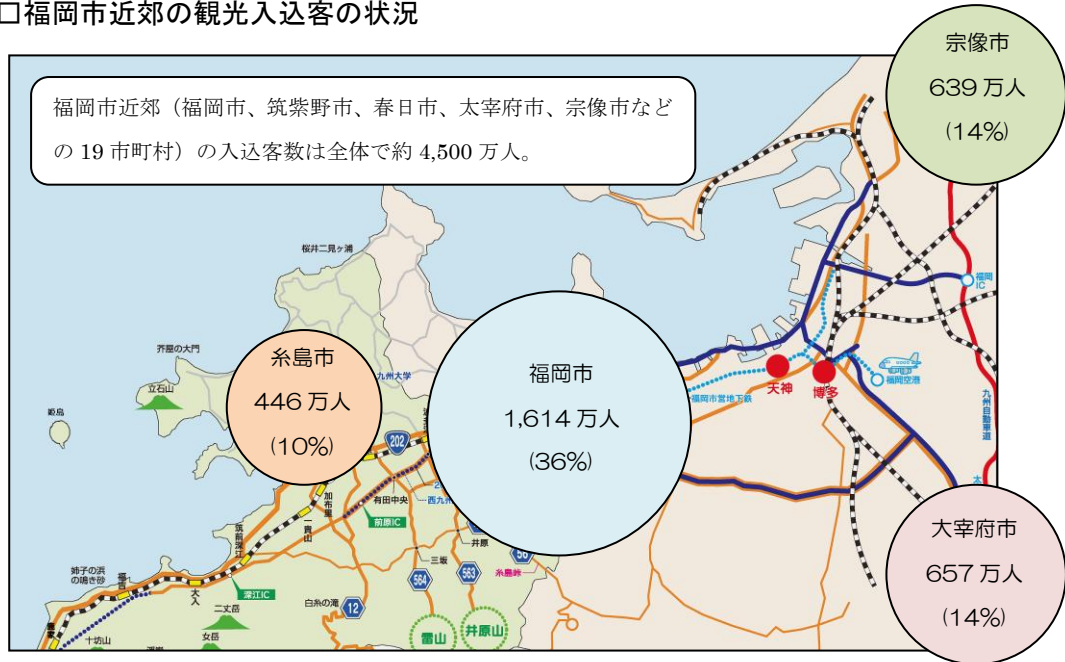 □福岡市近郊の観光入込客の状況
福岡市近郊（福岡市、筑紫野市、春日市、太宰府市、宗像市など
の 19 市町村）の入込客数は全体で約 4,500 万人。
宗像市
639 万人
(14%)
糸島市
446 万人
(10%)
福岡市
1,614 万人
(36%)
大宰府市
657 万人
(14%)
桜井二見ヶ浦
芥屋の大門
立石山
姫島
九州大学
202
福岡
IC
天神
博多
福岡空港
福岡市営地下鉄
九州自動車道
太
加布里
有田中央
西九州
前原IC
一貴山
筑前深江
井原
三坂
56
糸島峠
564
563
姉子の浜
の鳴き砂
福吉
大入
深江IC
二丈岳
白糸の滝
12
雷山
井原山
十坊山
女岳